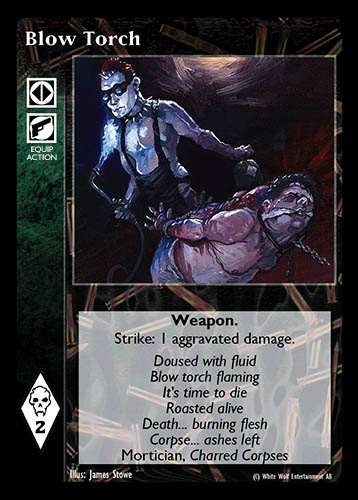 Blow Torch
EQUIP
ACTION
Weapon.
Strike: 1 aggravated damage.
Doused with fluid
Blow torch flaming
It's time to die
Roasted alive
Death... burning flesh
Corpse... ashes left
Mortician, Charred Corpses
2
Illus: James Stowe
(C) White Wolf Entertainment AB